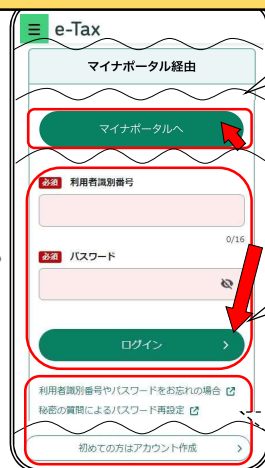 e-Tax
マイナポータル経由
マイナポータルへ
必須 利用者識別番号
0/16
必須 パスワード
ログイン
利用者識別番号やパスワードをお忘れの場合
秘密の質問によるパスワード再設定
初めての方はアカウント作成